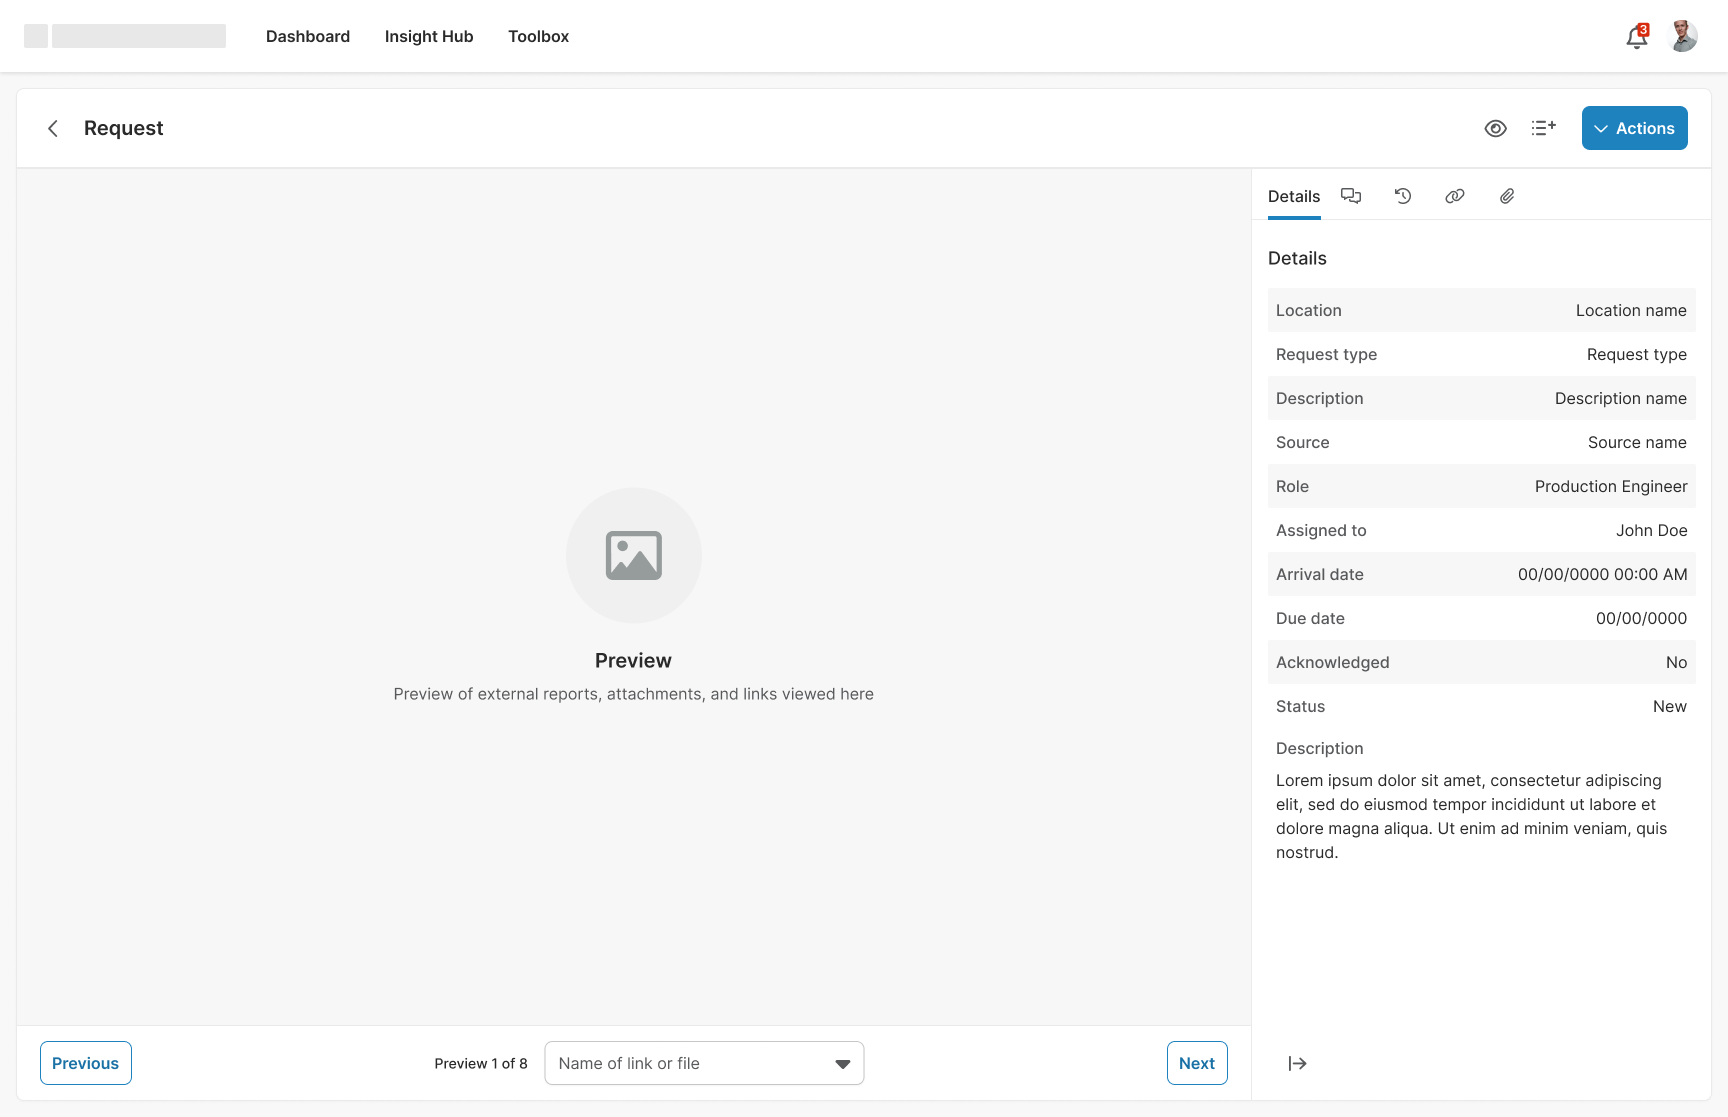 Dashboard
Insight Hub
Toolbox
3
Request
Actions
Preview
Preview of external reports, attachments, and links viewed here
Previous
Preview 1 of 8
Name of link or file
Next
Details
Details
Location Location name
Request type Request type
Description Description name
Source Source name
Role Production Engineer
Assigned to John Doe
Arrival date 00/00/0000 00:00 AM
Due date 00/00/0000
Acknowledged No
Status New
Description
Lorem ipsum dolor sit amet, consectetur adipiscing
elit, sed do eiusmod tempor incididunt ut labore et
dolore magna aliqua. Ut enim ad minim veniam, quis
nostrud.